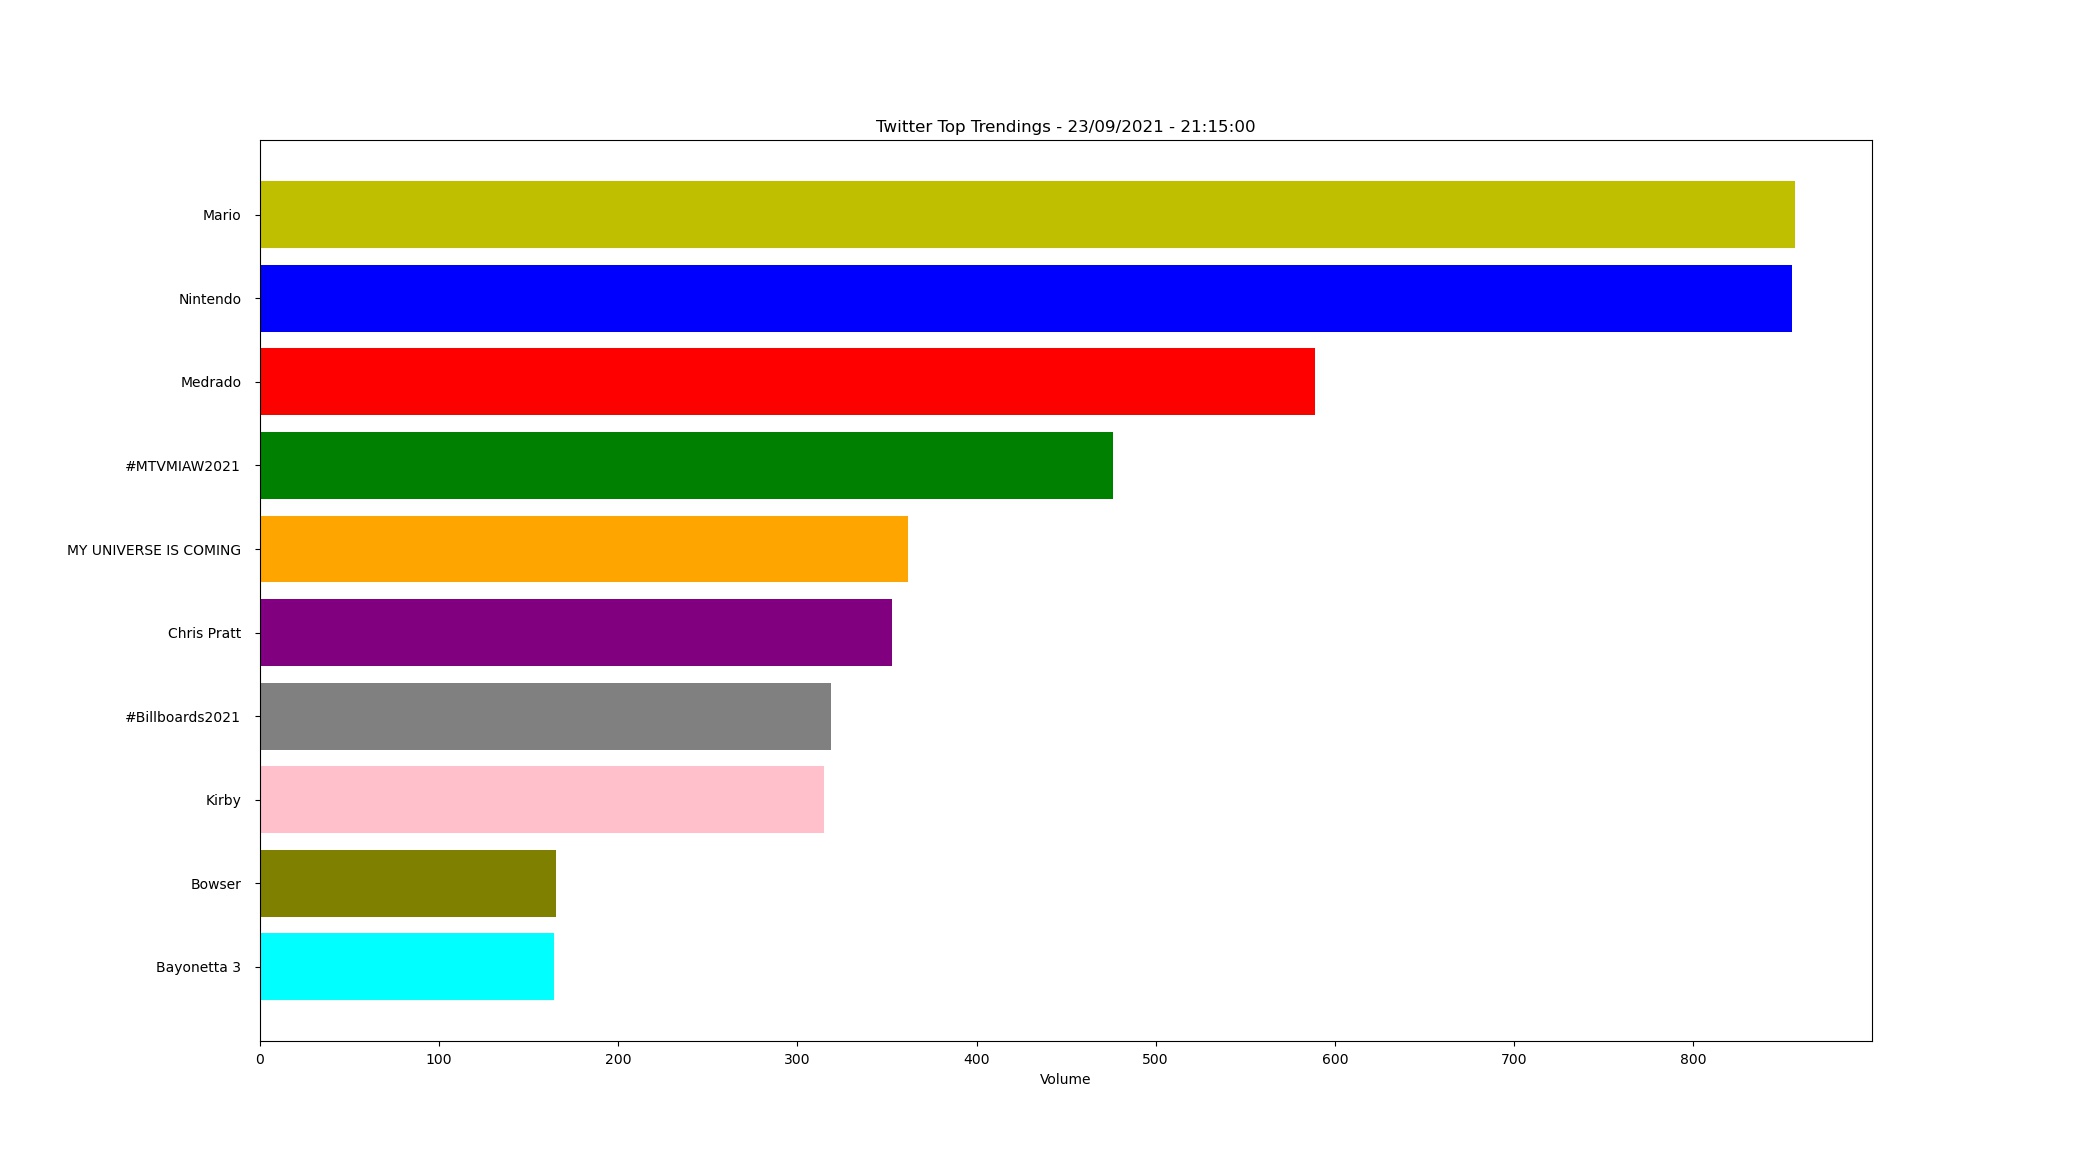 Twitter Top Trendings - 23/09/2021 - 21:15:00
Mario
Nintendo
Medrado
#MTVMIAW2021
MY UNIVERSE IS COMING
Chris Pratt
#Billboards2021
Kirby
Bowser
Bayonetta 3
0 100 200 300 400 500 600 700 800
Volume